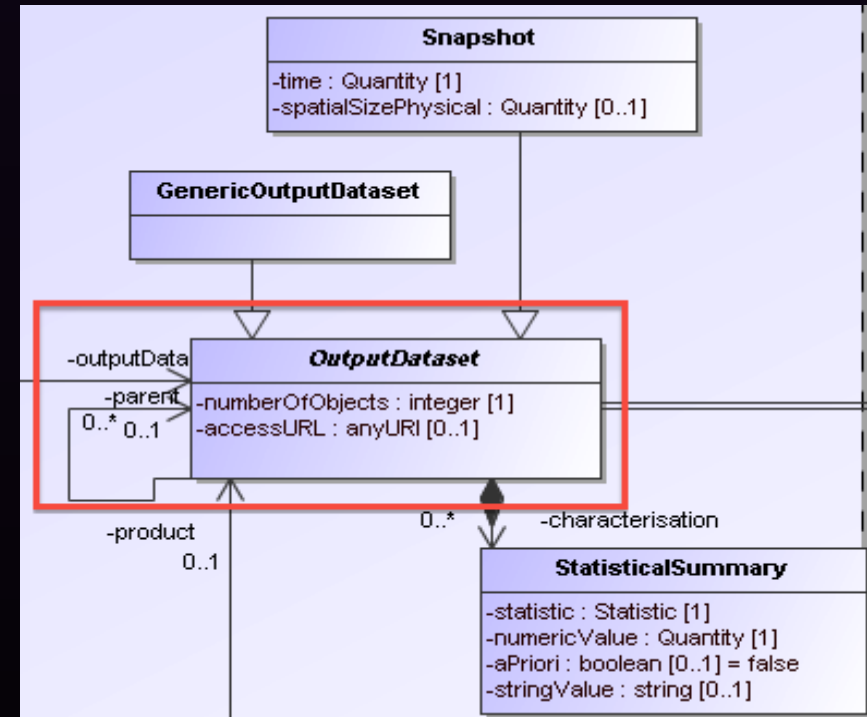 Snapshot
-time : Quantity [1]
-spatialSizePhysical : Quantity [0..1]
GenericOutputDataset
-outputData
OutputDataset
-parent
0..*
0..1
-numberOfObjects : integer [1]
-accessURL : anyURI [0..1]
-product
0..1
0..*
-characterisation
StatisticalSummary
-statistic : Statistic [1]
-numericValue : Quantity [1]
-aPriori : boolean [0..1] = false
-stringValue : string [0..1]